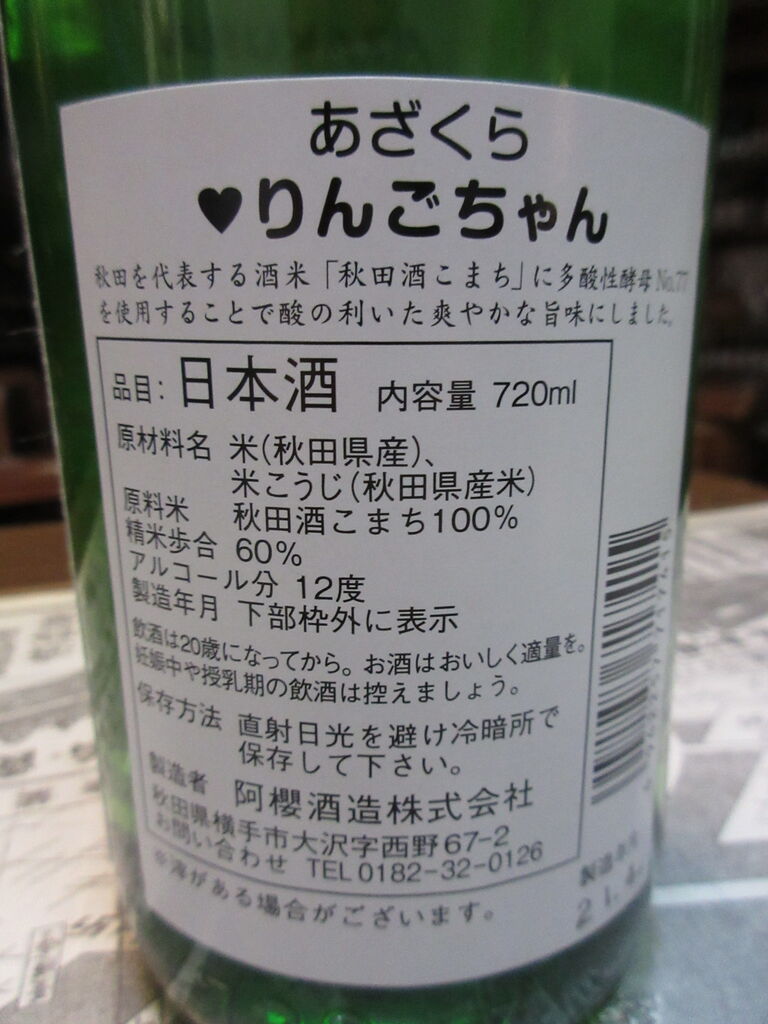 あざくら
♥りんごちゃん
秋田を代表する酒米「秋田酒こまち」に多酸性酵母No.77
を使用することで酸の利いた爽やかな旨味にしました。
品目: 日本酒 内容量 720ml
原材料名 米(秋田県産)、
米こうじ(秋田県産米)
原料米 秋田酒こまち100%
精米歩合 60%
アルコール分 12度
製造年月 下部枠外に表示
飲酒は20歳になってから。お酒はおいしく適量を。
妊娠中や授乳期の飲酒は控えましょう。
保存方法 直射日光を避け冷暗所で
保存して下さい。
製造者 阿櫻酒造株式会社
秋田県横手市大沢字西野67-2
お問い合わせ TEL0182-32-0126
※滓がある場合がございます。
製造年月
21.4